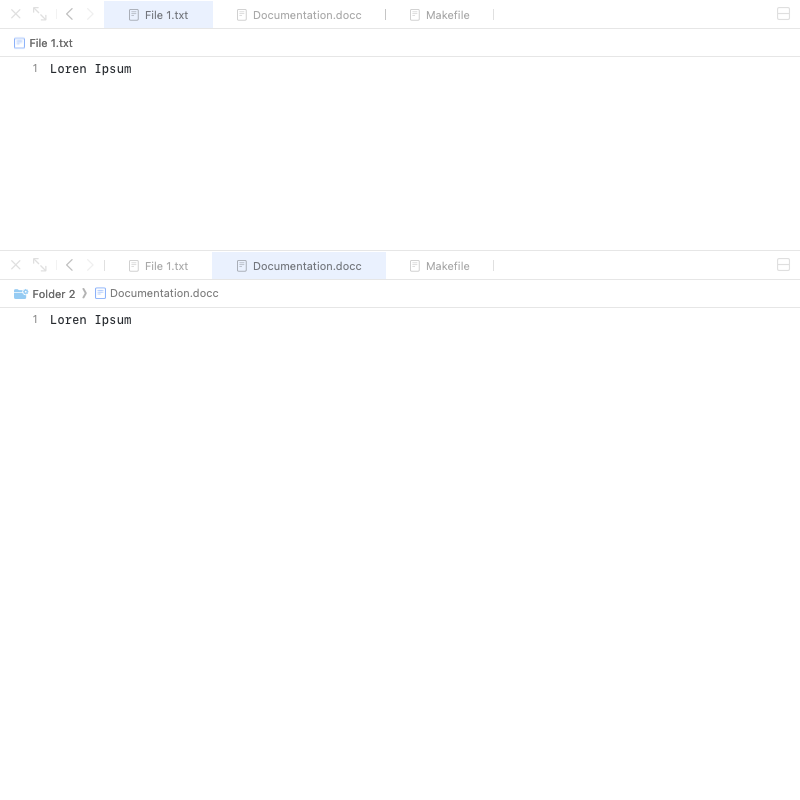 File 1.txt Documentation.docc Makefile
File 1.txt
1 Loren Ipsum
File 1.txt Documentation.docc Makefile
Folder 2 》 Documentation.docc
1 Loren Ipsum